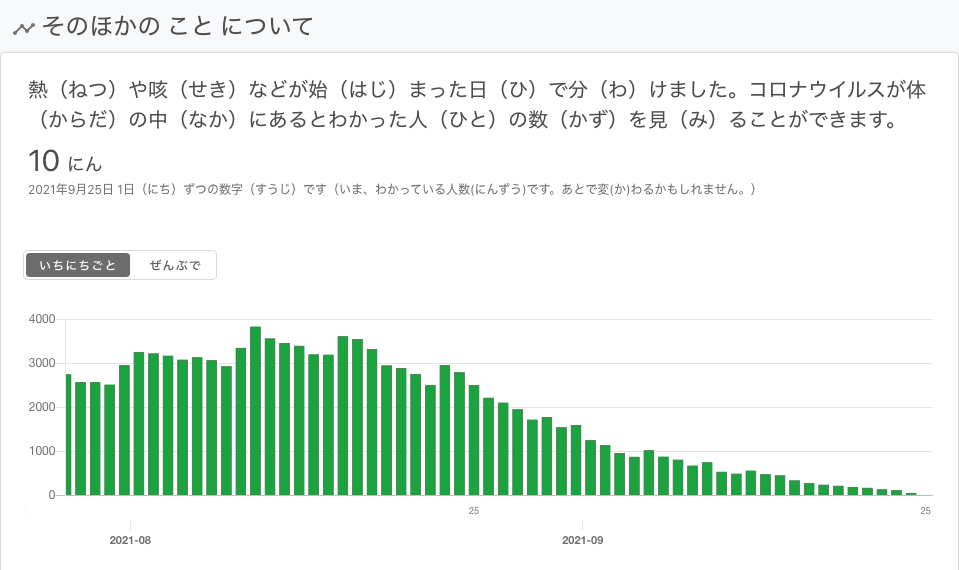 そのほかの こと について
熱（ねつ）や咳（せき）などが始（はじ）まった日（ひ）で分（わ）けました。コロナウイルスが体
（からだ）の中（なか）にあるとわかった人（ひと）の数（かず）を見（み）ることができます。
10 にん
2021年9月25日 1日（にち）ずつの数字（すうじ）です（いま、わかっている人数(にんずう)です。あとで変(か)わるかもしれません。）
いちにちごと ぜんぶで
4000
3000
2000
1000
0
25 25
2021-08 2021-09